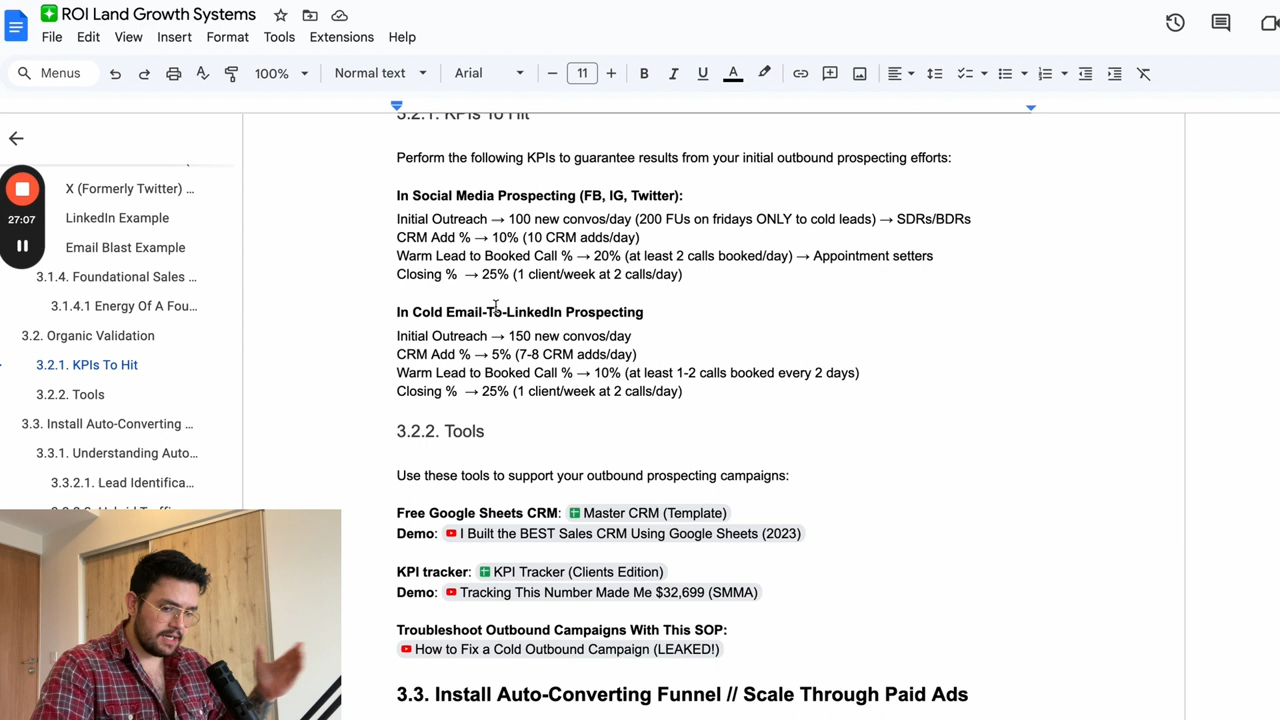 ROI Land Growth Systems
File Edit View Insert Format Tools Extensions Help
Menus 100% Normal text Arial 11 B I U A
X (Formerly Twitter) ...
LinkedIn Example
Email Blast Example
3.1.4. Foundational Sales ...
3.1.4.1 Energy Of A Fou...
3.2. Organic Validation
3.2.1. KPIs To Hit
3.2.2. Tools
3.3. Install Auto-Converting ...
3.3.1. Understanding Auto...
3.3.2.1. Lead Identifica...
27:07
3.2.1. KPIs To Hit
Perform the following KPIs to guarantee results from your initial outbound prospecting efforts:
In Social Media Prospecting (FB, IG, Twitter):
Initial Outreach → 100 new convos/day (200 FUs on fridays ONLY to cold leads) → SDRs/BDRs
CRM Add % → 10% (10 CRM adds/day)
Warm Lead to Booked Call % → 20% (at least 2 calls booked/day) → Appointment setters
Closing % → 25% (1 client/week at 2 calls/day)
In Cold Email-To-LinkedIn Prospecting
Initial Outreach → 150 new convos/day
CRM Add % → 5% (7-8 CRM adds/day)
Warm Lead to Booked Call % → 10% (at least 1-2 calls booked every 2 days)
Closing % → 25% (1 client/week at 2 calls/day)
3.2.2. Tools
Use these tools to support your outbound prospecting campaigns:
Free Google Sheets CRM: Master CRM (Template)
Demo: I Built the BEST Sales CRM Using Google Sheets (2023)
KPI tracker: KPI Tracker (Clients Edition)
Demo: Tracking This Number Made Me $32,699 (SMMA)
Troubleshoot Outbound Campaigns With This SOP:
How to Fix a Cold Outbound Campaign (LEAKED!)
3.3. Install Auto-Converting Funnel // Scale Through Paid Ads